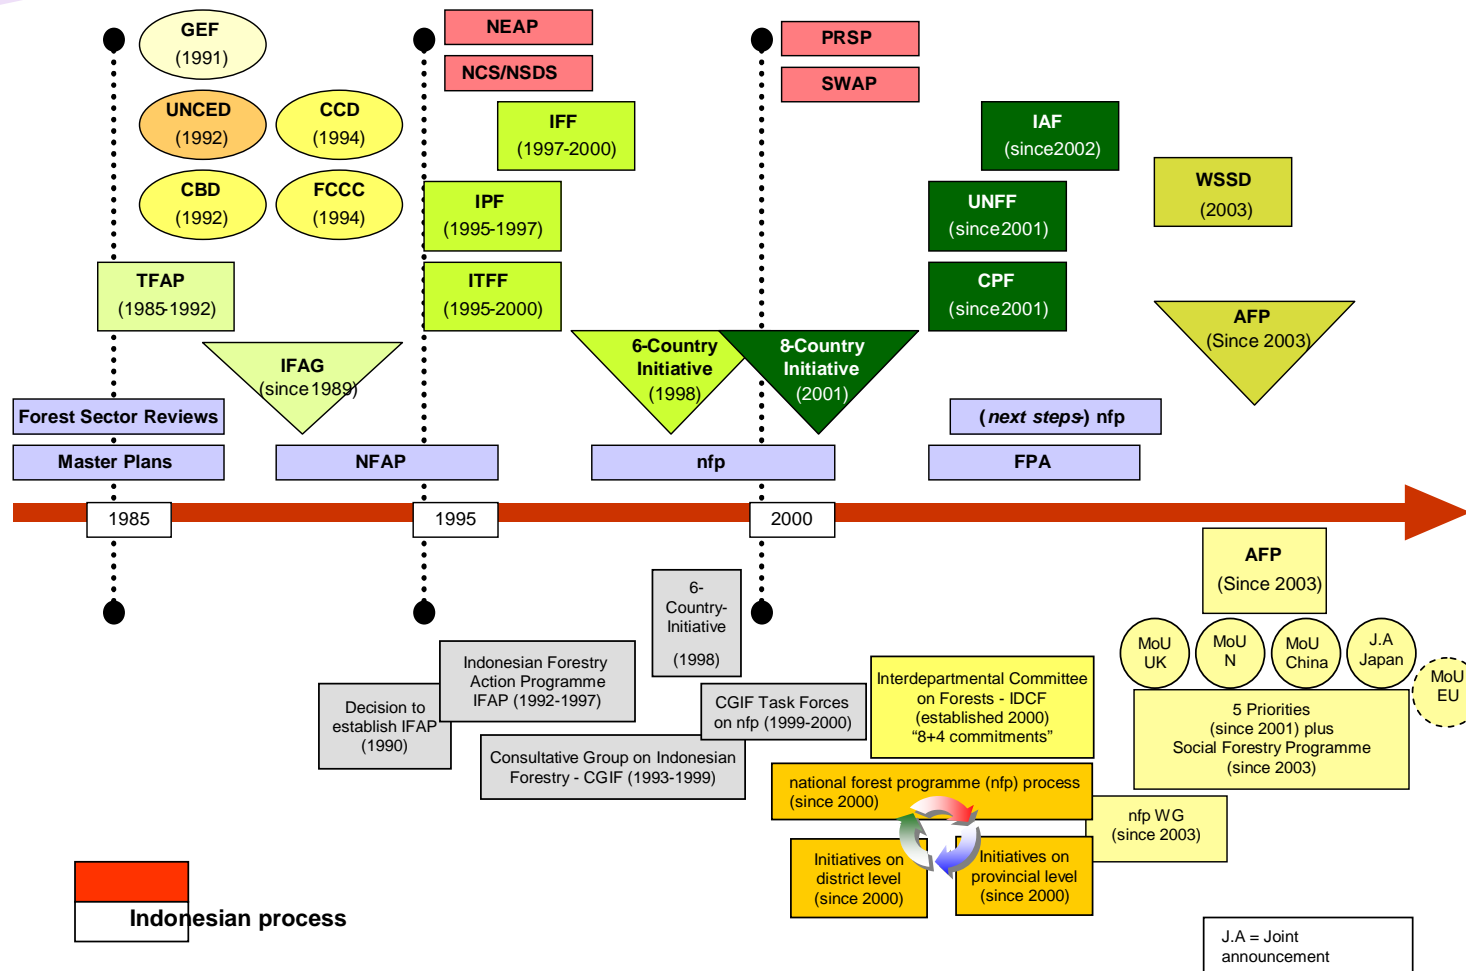 GEF
(1991)
NEAP
NCS/NSDS
PRSP
SWAP
UNCED
(1992)
CCD
(1994)
IFF
(1997-2000)
IAF
(since2002)
CBD
(1992)
FCCC
(1994)
IPF
(1995-1997)
UNFF
(since2001)
WSSD
(2003)
TFAP
(1985-1992)
ITFF
(1995-2000)
CPF
(since2001)
IFAG
(since1989)
6-Country
Initiative
(1998)
8-Country
Initiative
(2001)
AFP
(Since 2003)
Forest Sector Reviews
(next steps-) nfp
Master Plans
NFAP
nfp
FPA
1985
1995
2000
AFP
(Since 2003)
6-
Country-
Initiative
(1998)
MoU
UK
MoU
N
MoU
China
J.A
Japan
MoU
EU
Decision to
establish IFAP
(1990)
Indonesian Forestry
Action Programme
IFAP (1992-1997)
Consultative Group on Indonesian
Forestry - CGIF (1993-1999)
CGIF Task Forces
on nfp (1999-2000)
Interdepartmental Committee
on Forests - IDCF
(established 2000)
“8+4 commitments”
5 Priorities
(since 2001) plus
Social Forestry Programme
(since 2003)
national forest programme (nfp) process
(since 2000)
nfp WG
(since 2003)
Initiatives on
district level
(since 2000)
Initiatives on
provincial level
(since 2000)
Indonesian process
J.A = Joint
announcement